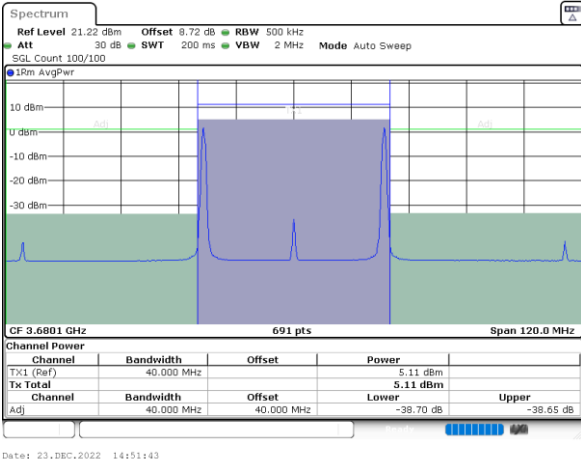 Spectrum
Ref Level 21.22 dBm Offset 8.72 dB RBW 500 kHz
Att 30 dB SWT 200 ms VBW 2 MHz Mode Auto Sweep
SGL Count 100/100
1Rm AvgPwr
10 dBm
Adj Adj
0 dBm
-10 dBm
-20 dBm
-30 dBm
CF 3.6801 GHz 691 pts Span 120.0 MHz
Channel Power
Channel Bandwidth Offset Power
TX1 (Ref) 40.000 MHz 5.11 dBm
Tx Total 5.11 dBm
Channel Bandwidth Offset Lower Upper
Adj 40.000 MHz 40.000 MHz -38.70 dB -38.65 dB
Ready
Date: 23.DEC.2022 14:51:43